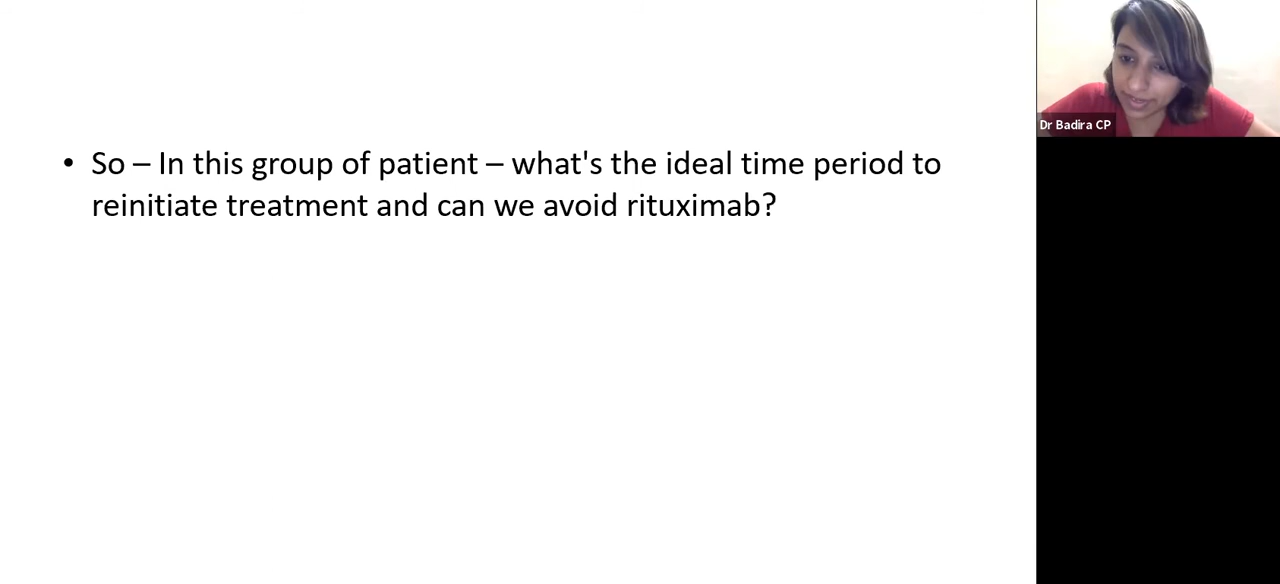 • So – In this group of patient – what's the ideal time period to
reinitiate treatment and can we avoid rituximab?
Dr Badira CP